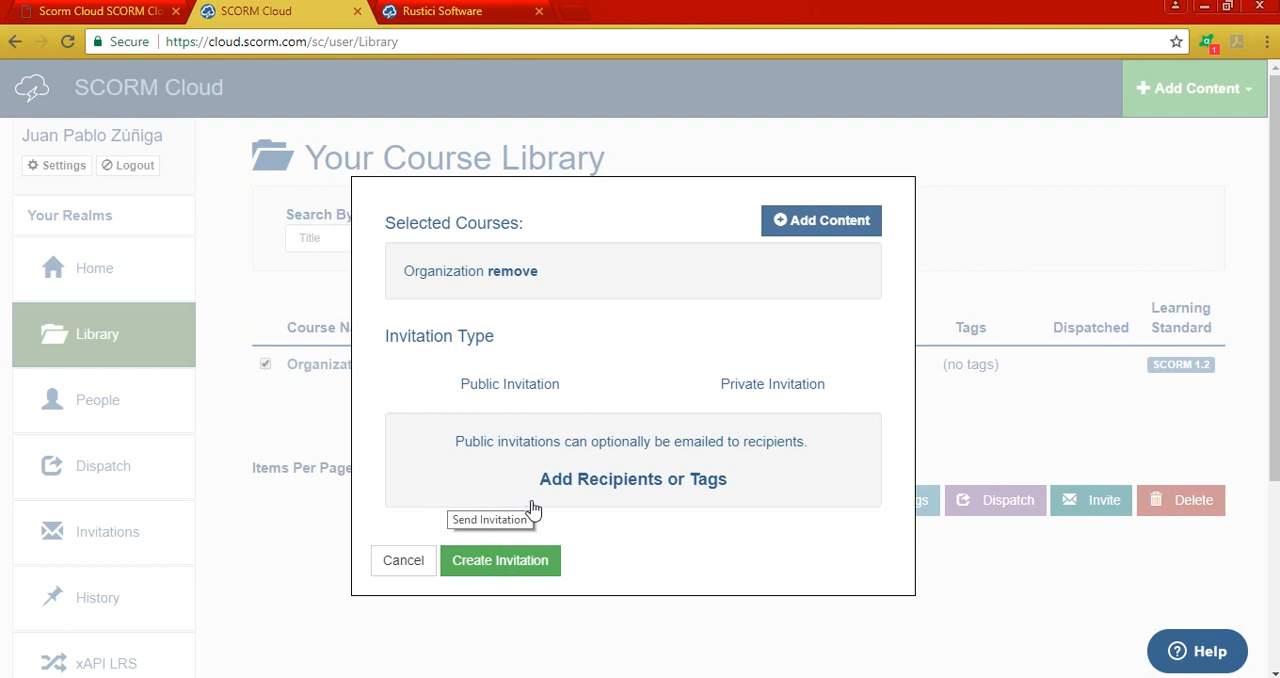 Scorm Cloud SCORM Clo
SCORM Cloud
Rustici Software
Secure
https://cloud.scorm.com/sc/user/Library
1
SCORM Cloud
Add Content
Juan Pablo Zúñiga
Settings
Logout
Your Realms
Home
Library
People
Dispatch
Invitations
History
xAPI LRS
Your Course Library
Search By
Title
Course N
Tags
Dispatched
Learning
Standard
Organizat
(no tags)
SCORM 1.2
Items Per Page
gs
Dispatch
Invite
Delete
Selected Courses:
Add Content
Organization remove
Invitation Type
Public Invitation
Private Invitation
Public invitations can optionally be emailed to recipients.
Add Recipients or Tags
Send Invitation
Cancel
Create Invitation
Help